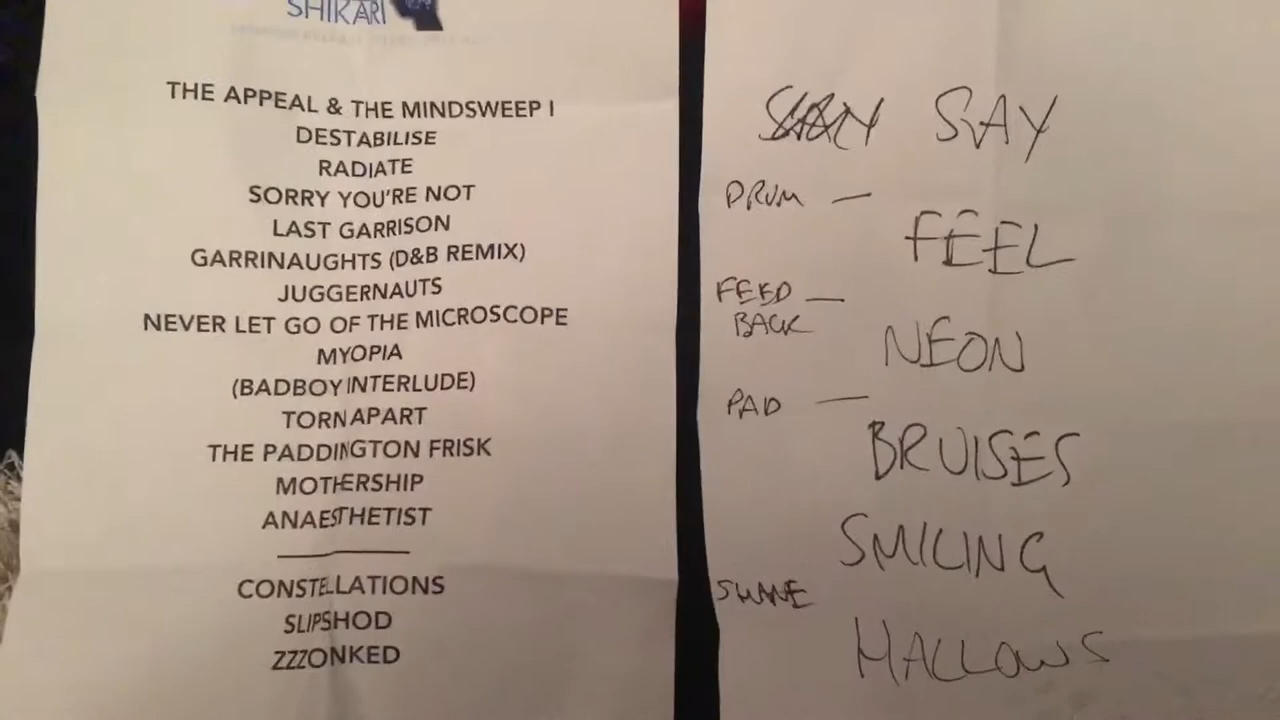 SHIKARI
THE APPEAL & THE MINDSWEEP I
DESTABILISE
RADIATE
SORRY YOU'RE NOT
LAST GARRISON
GARRINAUGHTS (D&B REMIX)
JUGGERNAUTS
NEVER LET GO OF THE MICROSCOPE
MYOPIA
(BADBOY INTERLUDE)
TORN APART
THE PADDINGTON FRISK
MOTHERSHIP
ANAESTHETIST
CONSTELLATIONS
SLIPSHOD
ZZZONKED
SAY
DRUM —
FEEL
FEED —
BACK
NEON
PAD —
BRUISES
SMILING
SHANE
HALLOWS